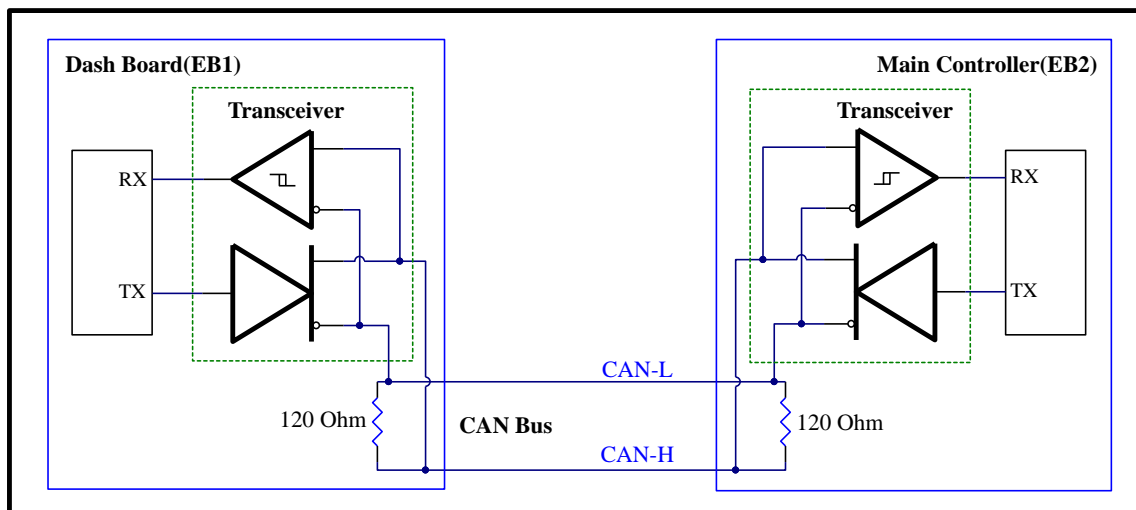 Dash Board(EB1)
Main Controller(EB2)
Transceiver
Transceiver
RX
RX
TX
TX
CAN-L
120 Ohm
CAN Bus
120 Ohm
CAN-H